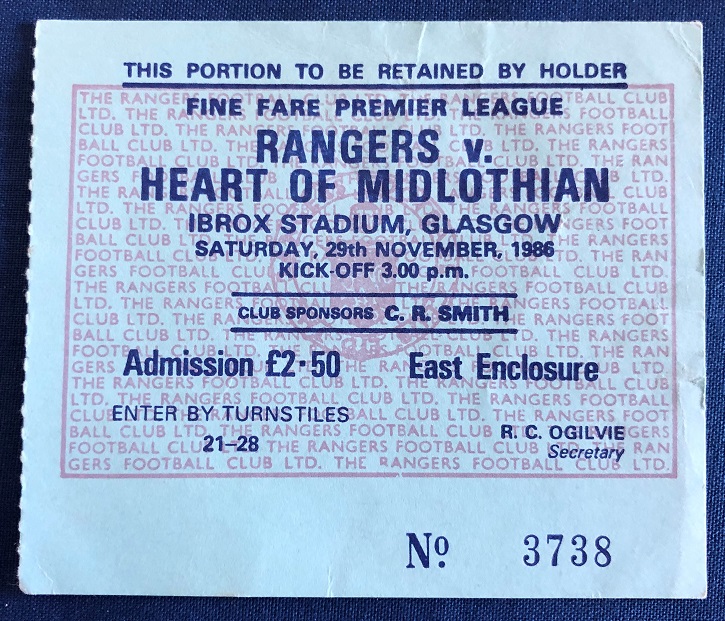 THIS PORTION TO BE RETAINED BY HOLDER
FINE FARE PREMIER LEAGUE
RANGERS v.
HEART OF MIDLOTHIAN
IBROX STADIUM, GLASGOW
SATURDAY, 29th NOVEMBER, 1986
KICK-OFF 3.00 p.m.
CLUB SPONSORS C. R. SMITH
Admission £2·50 East Enclosure
ENTER BY TURNSTILES
21–28
R. C. OGILVIE
Secretary
Nº 3738